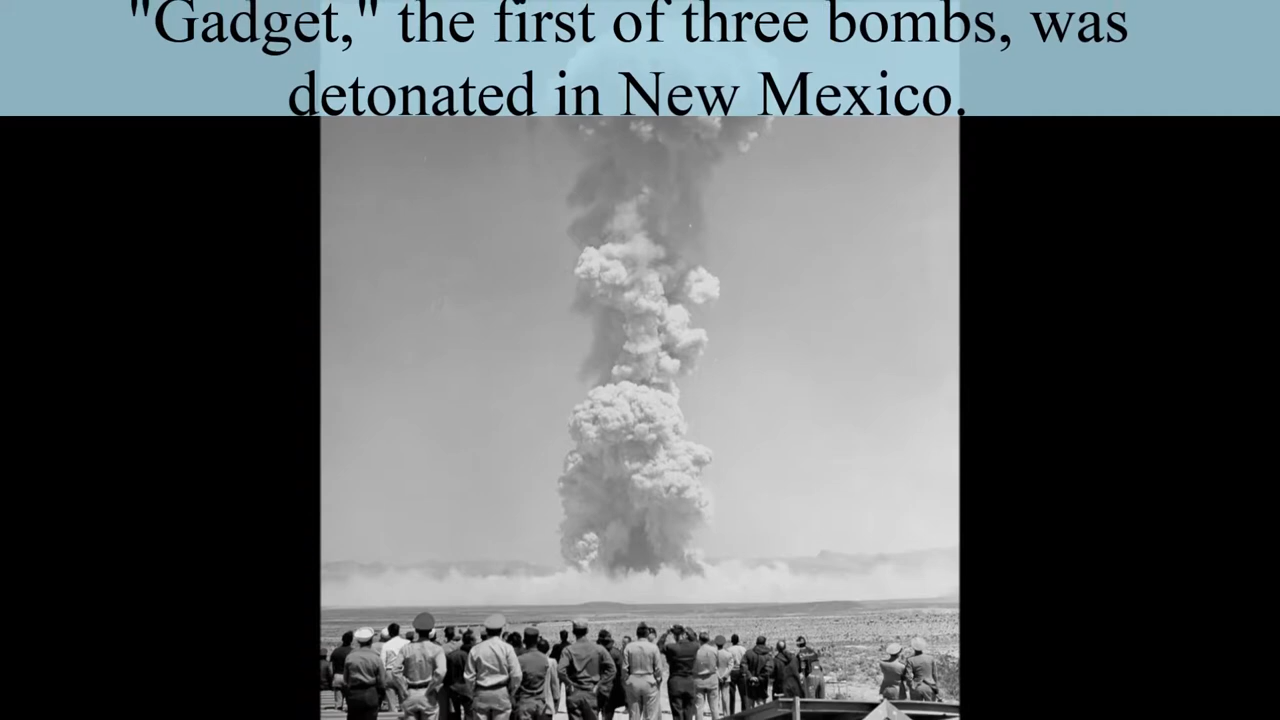 "Gadget," the first of three bombs, was
detonated in New Mexico.